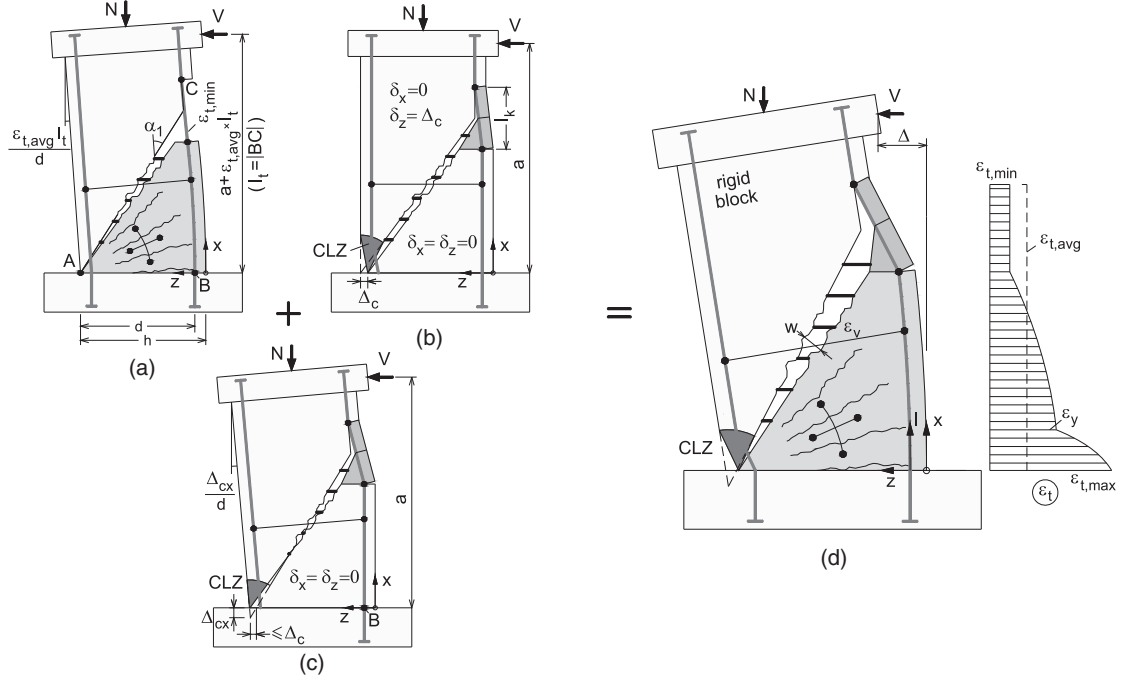 N
V
C
ε_t,min
α₁
ε_t,avg l_t
d
a+ε_t,avg×l_t
(l_t=|BC|)
x
A
z
B
d
h
(a)
N
V
δ_x=0
δ_z=Δ_c
l_k
a
CLZ
δ_x=δ_z=0
x
z
Δ_c
(b)
+
N
V
Δ_cx
d
a
CLZ
δ_x=δ_z=0
x
z
B
Δ_cx
≤Δ_c
(c)
=
N
V
Δ
rigid
block
w
ε_v
CLZ
l
x
z
(d)
ε_t,min
ε_t,avg
ε_y
ε_t,max
ε_t